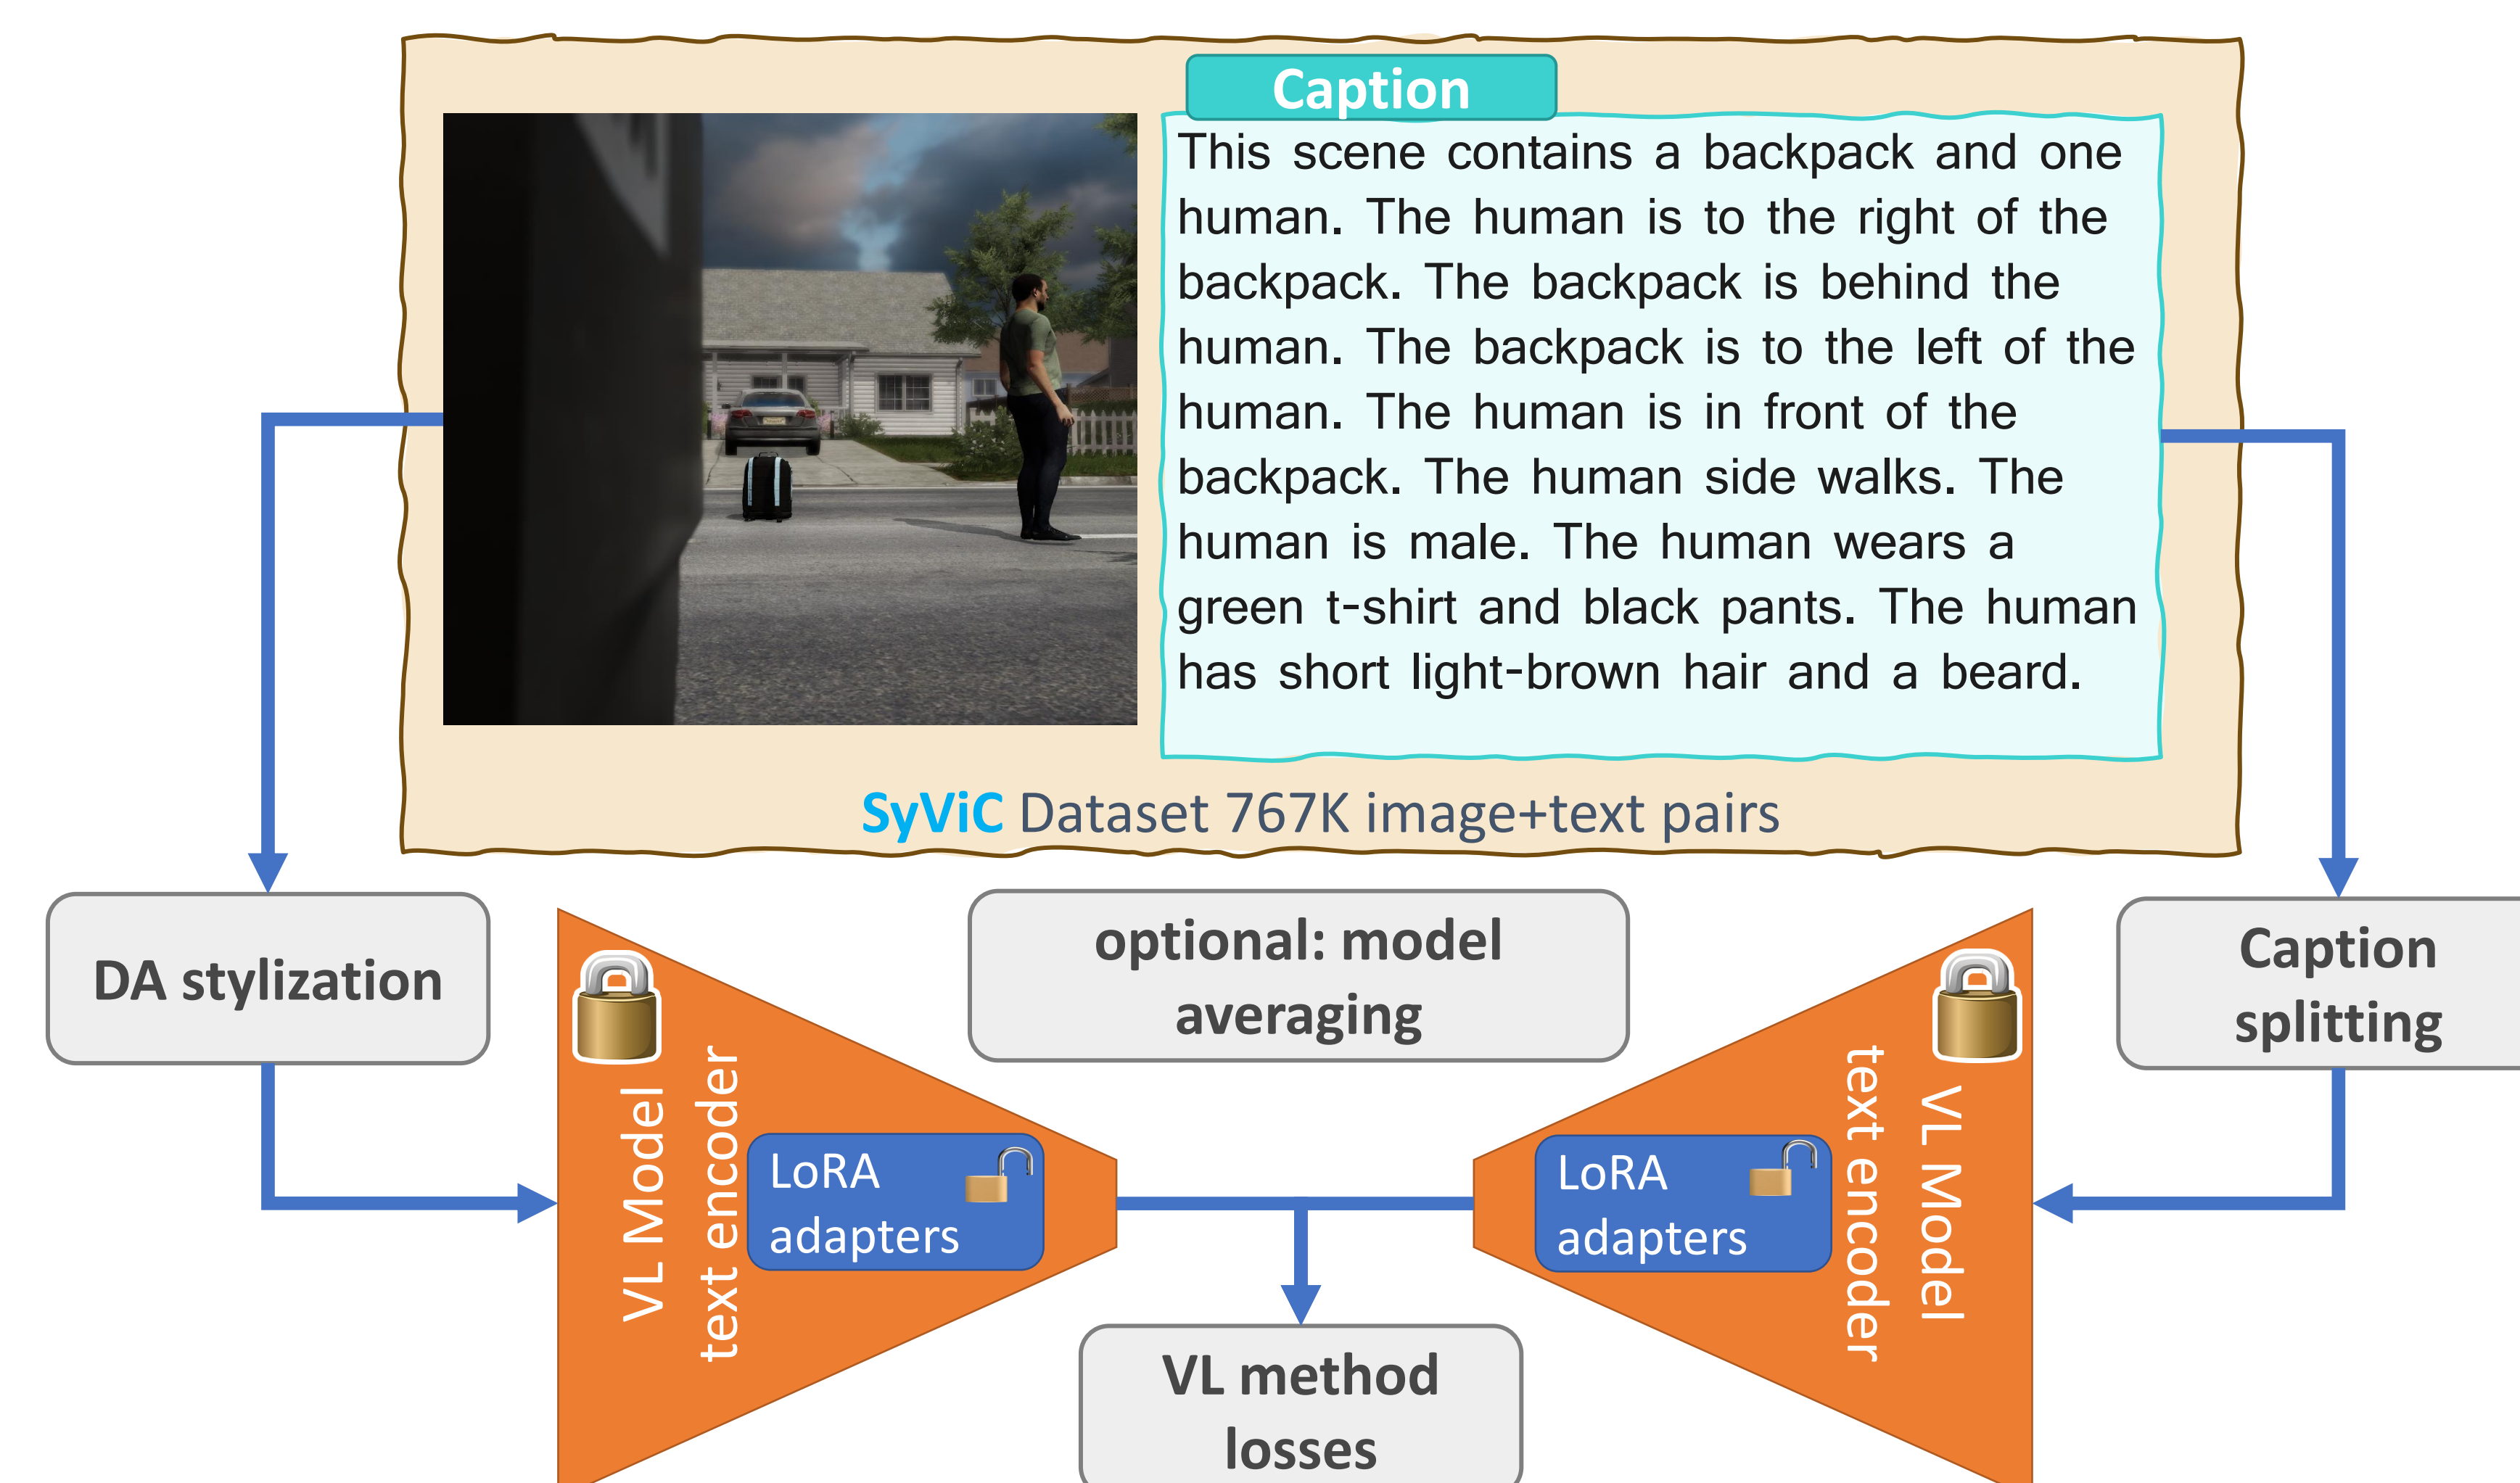 Caption
This scene contains a backpack and one
human. The human is to the right of the
backpack. The backpack is behind the
human. The backpack is to the left of the
human. The human is in front of the
backpack. The human side walks. The
human is male. The human wears a
green t-shirt and black pants. The human
has short light-brown hair and a beard.
SyViC Dataset 767K image+text pairs
DA stylization
optional: model
averaging
Caption
splitting
VL Model
text encoder
LoRA
adapters
LoRA
adapters
VL Model
text encoder
VL method
losses